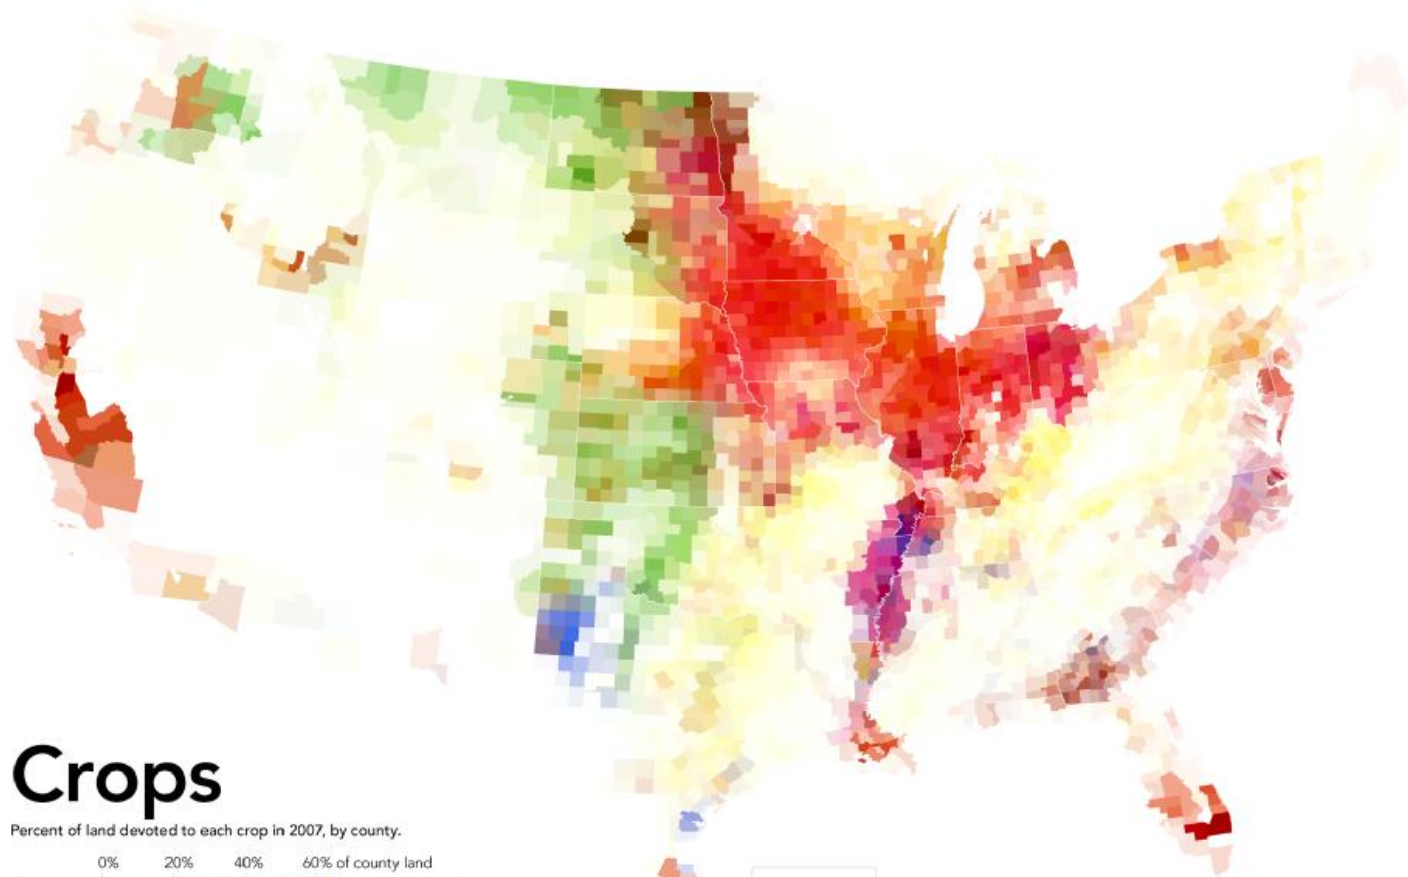 Crops
Percent of land devoted to each crop in 2007, by county.
0% 20% 40% 60% of county land